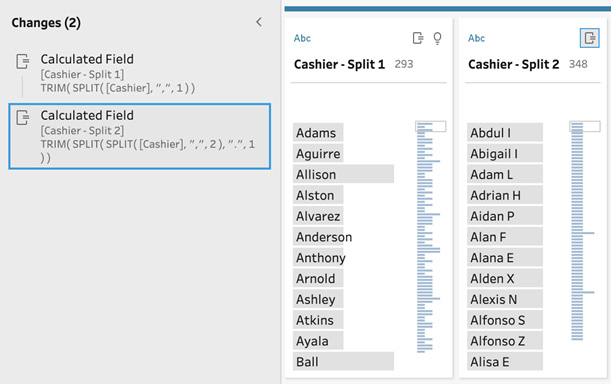 Changes (2)
Calculated Field
[Cashier - Split 1]
TRIM( SPLIT( [Cashier], ",", 1 ) )
Calculated Field
[Cashier - Split 2]
TRIM( SPLIT( SPLIT( [Cashier], ",", 2 ), ".", 1
) )
Abc
Cashier - Split 1 293
Adams
Aguirre
Allison
Alston
Alvarez
Anderson
Anthony
Arnold
Ashley
Atkins
Ayala
Ball
Abc
Cashier - Split 2 348
Abdul I
Abigail I
Adam L
Adrian H
Aidan P
Alan F
Alana E
Alden X
Alexis N
Alfonso S
Alfonso Z
Alisa E